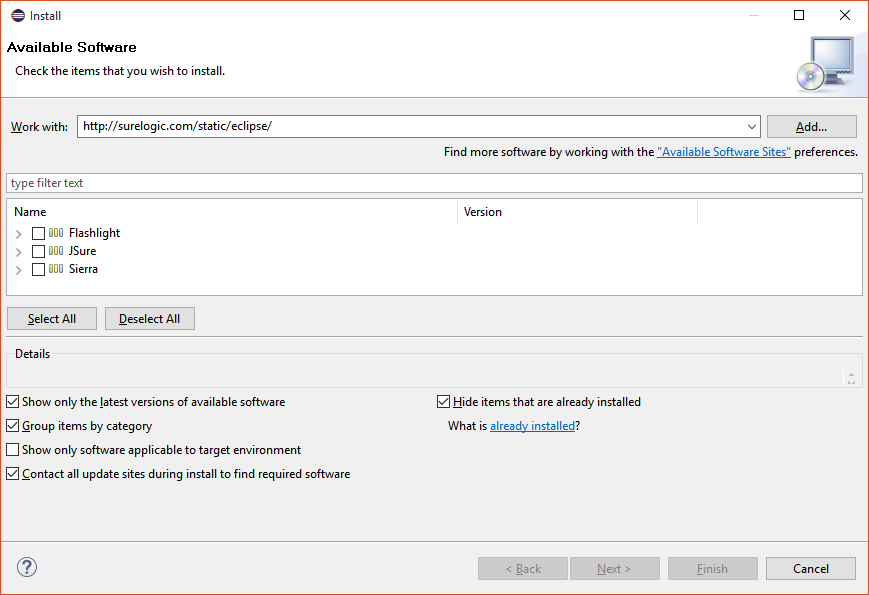 Install
Available Software
Check the items that you wish to install.
Work with: http://surelogic.com/static/eclipse/ Add...
Find more software by working with the "Available Software Sites" preferences.
type filter text
Name Version
Flashlight
JSure
Sierra
Select All Deselect All
Details
Show only the latest versions of available software Hide items that are already installed
Group items by category What is already installed?
Show only software applicable to target environment
Contact all update sites during install to find required software
? < Back Next > Finish Cancel